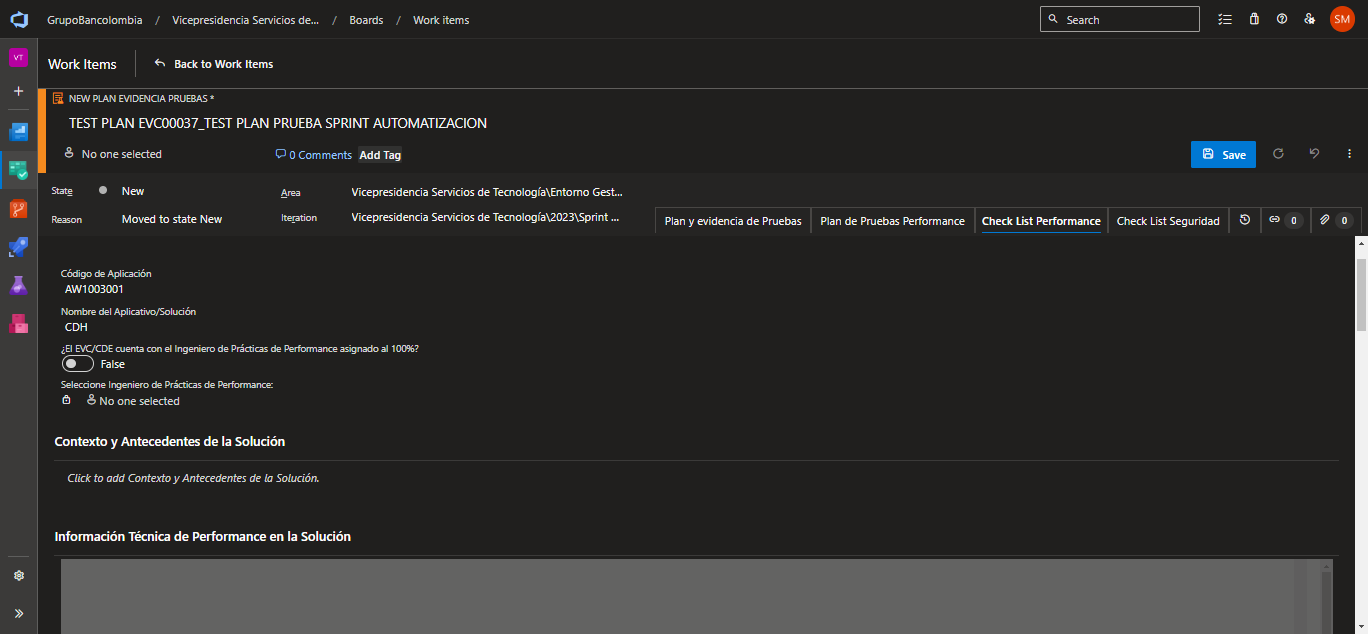 GrupoBancolombia / Vicepresidencia Servicios de... / Boards / Work items
Search
SM
VT
Work Items
Back to Work Items
NEW PLAN EVIDENCIA PRUEBAS *
TEST PLAN EVC00037_TEST PLAN PRUEBA SPRINT AUTOMATIZACION
No one selected
0 Comments
Add Tag
Save
State
New
Area
Vicepresidencia Servicios de Tecnología\Entorno Gest...
Reason
Moved to state New
Iteration
Vicepresidencia Servicios de Tecnología\2023\Sprint ...
Plan y evidencia de Pruebas
Plan de Pruebas Performance
Check List Performance
Check List Seguridad
0
0
Código de Aplicación
AW1003001
Nombre del Aplicativo/Solución
CDH
¿El EVC/CDE cuenta con el Ingeniero de Prácticas de Performance asignado al 100%?
False
Seleccione Ingeniero de Prácticas de Performance:
No one selected
Contexto y Antecedentes de la Solución
Click to add Contexto y Antecedentes de la Solución.
Información Técnica de Performance en la Solución